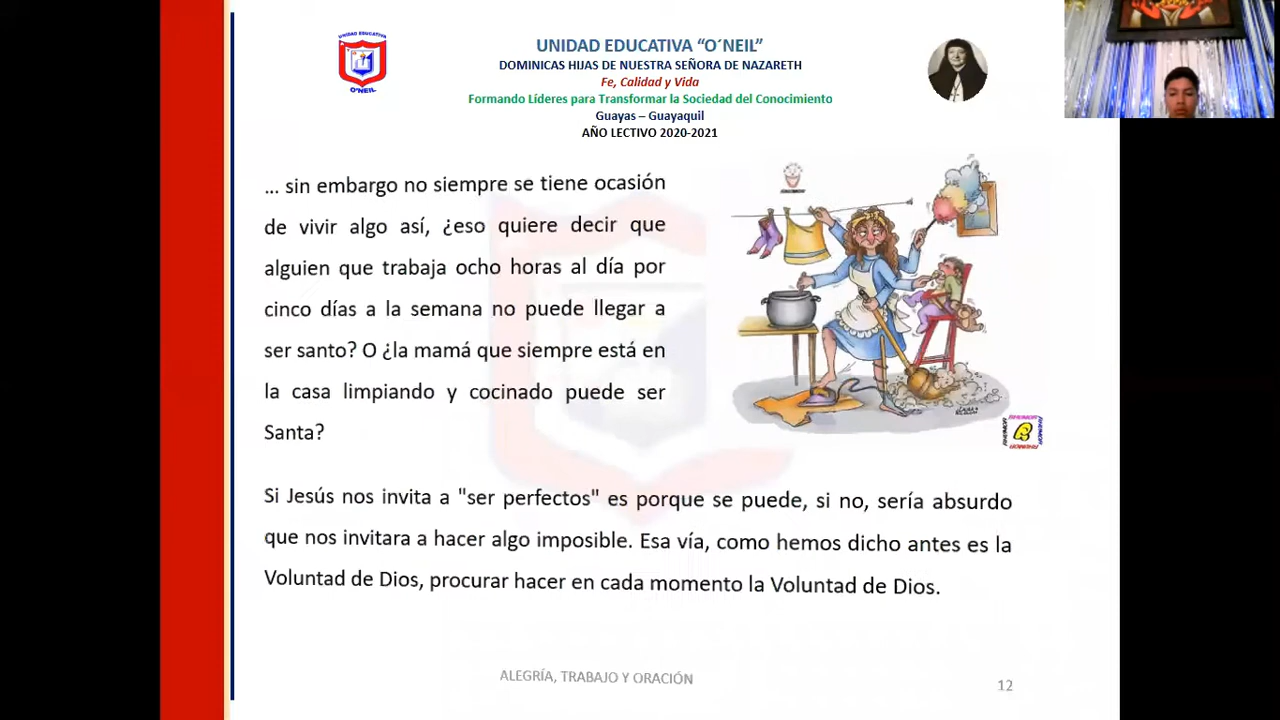 UNIDAD EDUCATIVA
O´NEIL
UNIDAD EDUCATIVA “O´NEIL”
DOMINICAS HIJAS DE NUESTRA SEÑORA DE NAZARETH
Fe, Calidad y Vida
Formando Líderes para Transformar la Sociedad del Conocimiento
Guayas – Guayaquil
AÑO LECTIVO 2020-2021
... sin embargo no siempre se tiene ocasión
de vivir algo así, ¿eso quiere decir que
alguien que trabaja ocho horas al día por
cinco días a la semana no puede llegar a
ser santo? O ¿la mamá que siempre está en
la casa limpiando y cocinado puede ser
Santa?
Si Jesús nos invita a "ser perfectos" es porque se puede, si no, sería absurdo
que nos invitara a hacer algo imposible. Esa vía, como hemos dicho antes es la
Voluntad de Dios, procurar hacer en cada momento la Voluntad de Dios.
ALEGRÍA, TRABAJO Y ORACIÓN
12